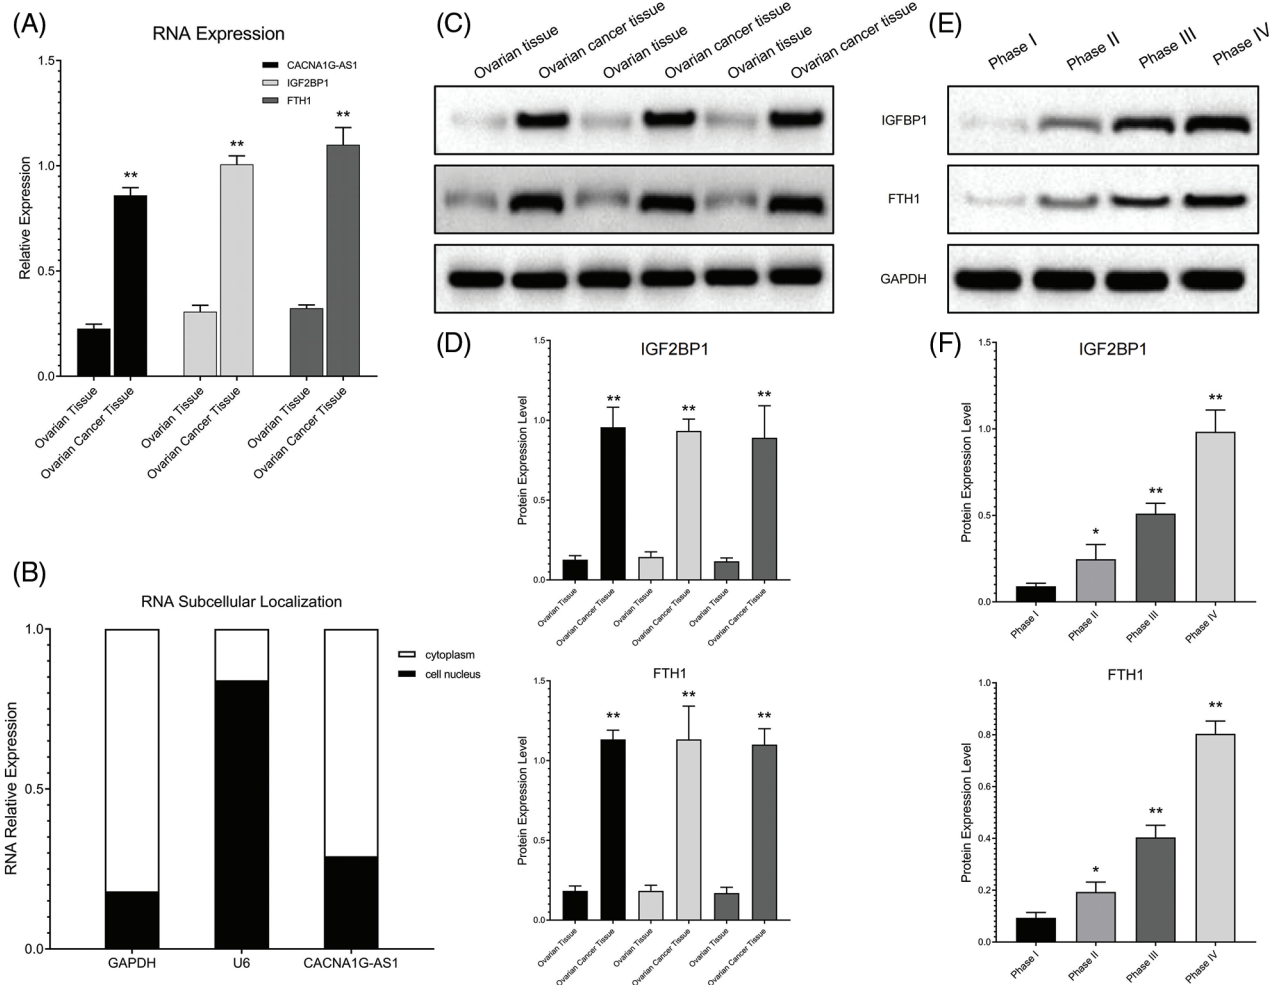 (A)
RNA Expression
CACNA1G-AS1
IGF2BP1
FTH1
Relative Expression
1.5
1.0
0.5
0.0
**
**
**
Ovarian Tissue
Ovarian Cancer Tissue
Ovarian Tissue
Ovarian Cancer Tissue
Ovarian Tissue
Ovarian Cancer Tissue
(B)
RNA Subcellular Localization
cytoplasm
cell nucleus
RNA Relative Expression
1.0
0.5
0.0
GAPDH
U6
CACNA1G-AS1
(C)
Ovarian tissue
Ovarian cancer tissue
Ovarian tissue
Ovarian cancer tissue
Ovarian tissue
Ovarian cancer tissue
IGFBP1
FTH1
GAPDH
(D)
IGF2BP1
Protein Expression Level
1.5
1.0
0.5
0.0
**
**
**
Ovarian Tissue
Ovarian Cancer Tissue
Ovarian Tissue
Ovarian Cancer Tissue
Ovarian Tissue
Ovarian Cancer Tissue
FTH1
Protein Expression Level
1.5
1.0
0.5
0.0
**
**
**
Ovarian Tissue
Ovarian Cancer Tissue
Ovarian Tissue
Ovarian Cancer Tissue
Ovarian Tissue
Ovarian Cancer Tissue
(E)
Phase I
Phase II
Phase III
Phase IV
(F)
IGF2BP1
Protein Expression Level
1.5
1.0
0.5
0.0
*
**
**
Phase I
Phase II
Phase III
Phase IV
FTH1
Protein Expression Level
1.0
0.8
0.6
0.4
0.2
0.0
*
**
**
Phase I
Phase II
Phase III
Phase IV